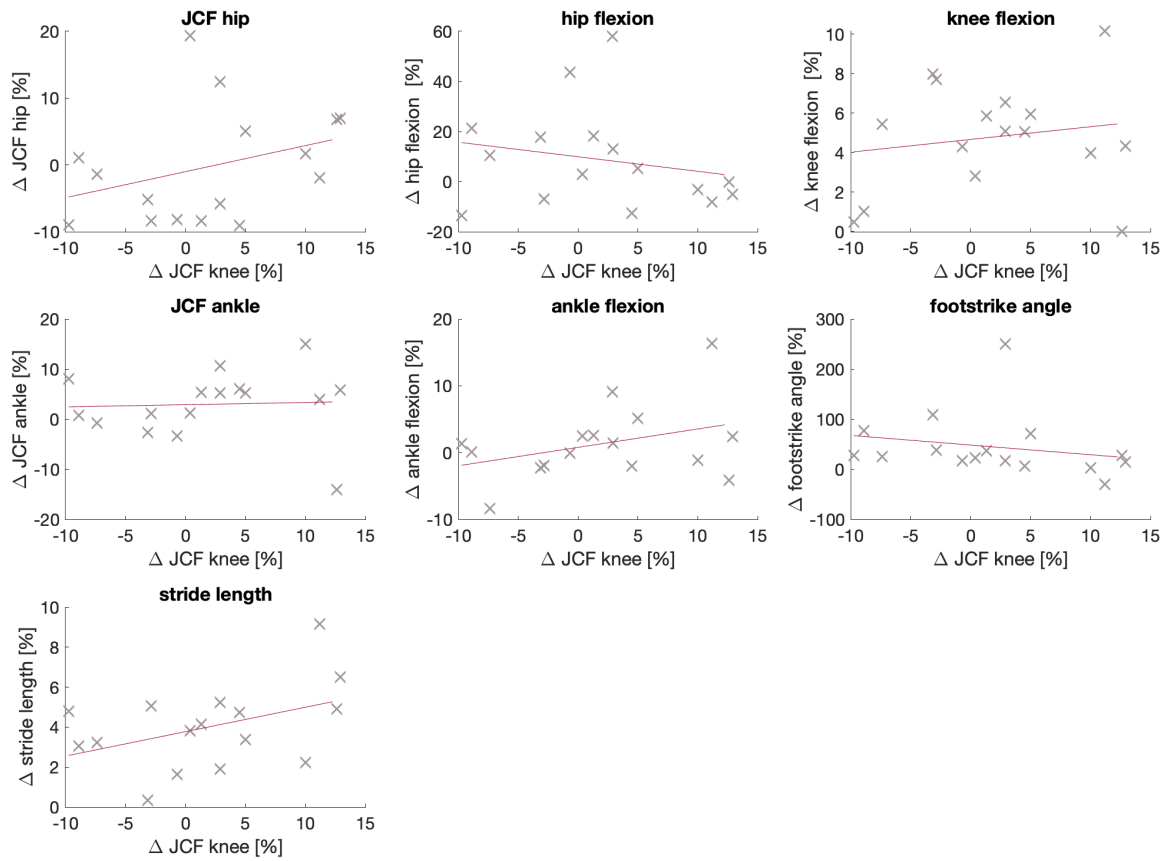 JCF hip
Δ JCF hip [%]
20
10
0
-10
-10 -5 0 5 10 15
Δ JCF knee [%]
hip flexion
Δ hip flexion [%]
60
40
20
0
-20
-10 -5 0 5 10 15
Δ JCF knee [%]
knee flexion
Δ knee flexion [%]
10
8
6
4
2
0
-10 -5 0 5 10 15
Δ JCF knee [%]
JCF ankle
Δ JCF ankle [%]
20
10
0
-10
-20
-10 -5 0 5 10 15
Δ JCF knee [%]
ankle flexion
Δ ankle flexion [%]
20
10
0
-10
-10 -5 0 5 10 15
Δ JCF knee [%]
footstrike angle
Δ footstrike angle [%]
300
200
100
0
-100
-10 -5 0 5 10 15
Δ JCF knee [%]
stride length
Δ stride length [%]
10
8
6
4
2
0
-10 -5 0 5 10 15
Δ JCF knee [%]